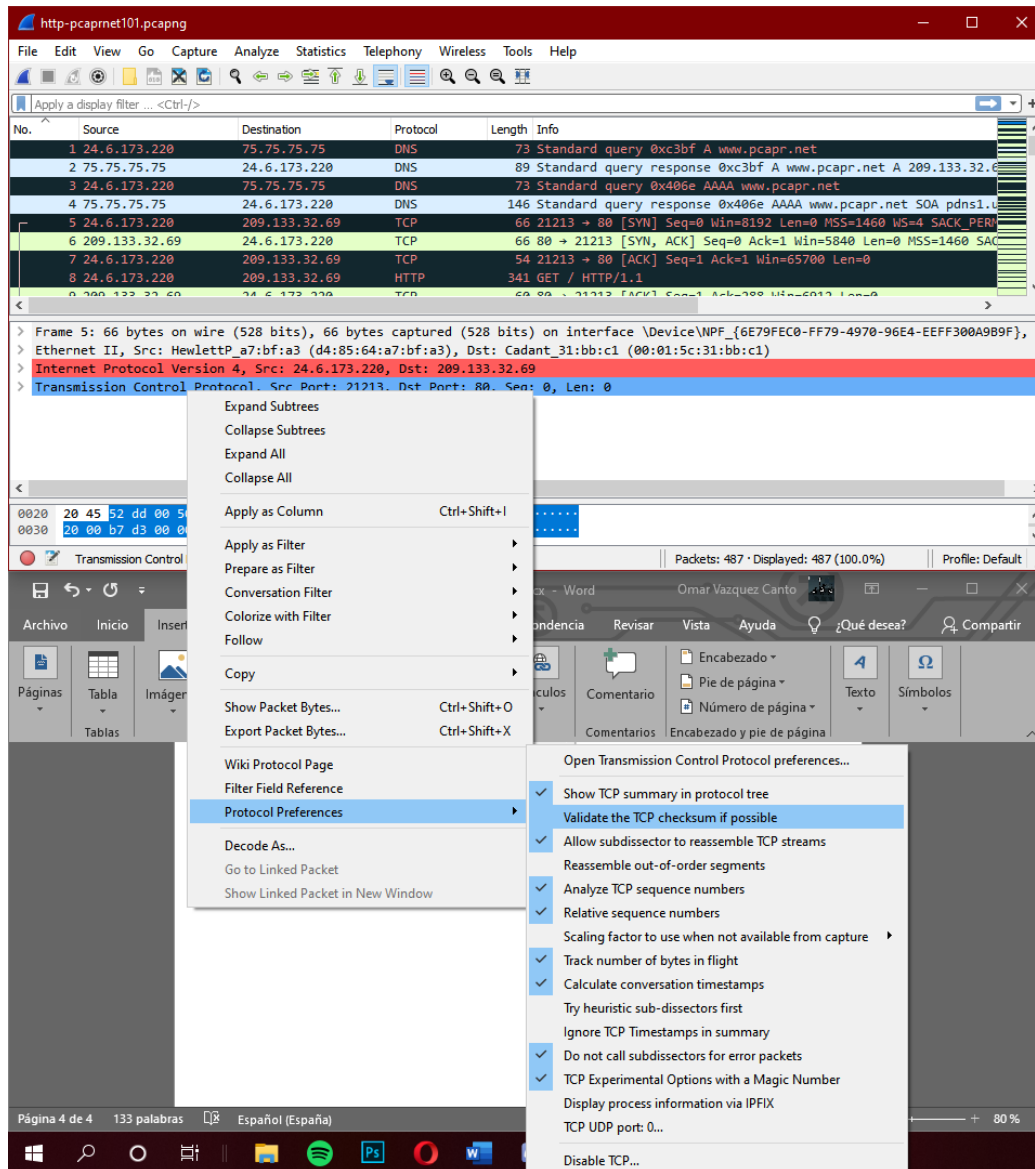 http-pcaprnet101.pcapng
File Edit View Go Capture Analyze Statistics Telephony Wireless Tools Help
Apply a display filter ... <Ctrl-/>
No. Source Destination Protocol Length Info
1 24.6.173.220 75.75.75.75 DNS 73 Standard query 0xc3bf A www.pcapr.net
2 75.75.75.75 24.6.173.220 DNS 89 Standard query response 0xc3bf A www.pcapr.net A 209.133.32.6
3 24.6.173.220 75.75.75.75 DNS 73 Standard query 0x406e AAAA www.pcapr.net
4 75.75.75.75 24.6.173.220 DNS 146 Standard query response 0x406e AAAA www.pcapr.net SOA pdns1.u
5 24.6.173.220 209.133.32.69 TCP 66 21213 → 80 [SYN] Seq=0 Win=8192 Len=0 MSS=1460 WS=4 SACK_PERM
6 209.133.32.69 24.6.173.220 TCP 66 80 → 21213 [SYN, ACK] Seq=0 Ack=1 Win=5840 Len=0 MSS=1460 SAC
7 24.6.173.220 209.133.32.69 TCP 54 21213 → 80 [ACK] Seq=1 Ack=1 Win=65700 Len=0
8 24.6.173.220 209.133.32.69 HTTP 341 GET / HTTP/1.1
9 209.133.32.69 24.6.173.220 TCP 60 80 → 21213 [ACK] Seq=1 Ack=288 Win=6912 Len=0
Frame 5: 66 bytes on wire (528 bits), 66 bytes captured (528 bits) on interface \Device\NPF_{6E79FEC0-FF79-4970-96E4-EEFF300A9B9F},
Ethernet II, Src: HewlettP_a7:bf:a3 (d4:85:64:a7:bf:a3), Dst: Cadant_31:bb:c1 (00:01:5c:31:bb:c1)
Internet Protocol Version 4, Src: 24.6.173.220, Dst: 209.133.32.69
Transmission Control Protocol, Src Port: 21213, Dst Port: 80, Seq: 0, Len: 0
Expand Subtrees
Collapse Subtrees
Expand All
Collapse All
Apply as Column Ctrl+Shift+I
Apply as Filter
Prepare as Filter
Conversation Filter
Colorize with Filter
Follow
Copy
Show Packet Bytes... Ctrl+Shift+O
Export Packet Bytes... Ctrl+Shift+X
Wiki Protocol Page
Filter Field Reference
Protocol Preferences
Decode As...
Go to Linked Packet
Show Linked Packet in New Window
0020 20 45 52 dd 00
0030 20 00 b7 d3 00
Transmission Control
Packets: 487 · Displayed: 487 (100.0%) Profile: Default
- Word Omar Vazquez Canto
Archivo Inicio Revisar Vista Ayuda ¿Qué desea? Compartir
Páginas Tabla Comentario Encabezado Texto Símbolos
Pie de página
Número de página
Tablas Comentarios Encabezado y pie de página
Open Transmission Control Protocol preferences...
Show TCP summary in protocol tree
Validate the TCP checksum if possible
Allow subdissector to reassemble TCP streams
Reassemble out-of-order segments
Analyze TCP sequence numbers
Relative sequence numbers
Scaling factor to use when not available from capture
Track number of bytes in flight
Calculate conversation timestamps
Try heuristic sub-dissectors first
Ignore TCP Timestamps in summary
Do not call subdissectors for error packets
TCP Experimental Options with a Magic Number
Display process information via IPFIX
TCP UDP port: 0...
Disable TCP...
Página 4 de 4 133 palabras Español (España) 80 %
Ps